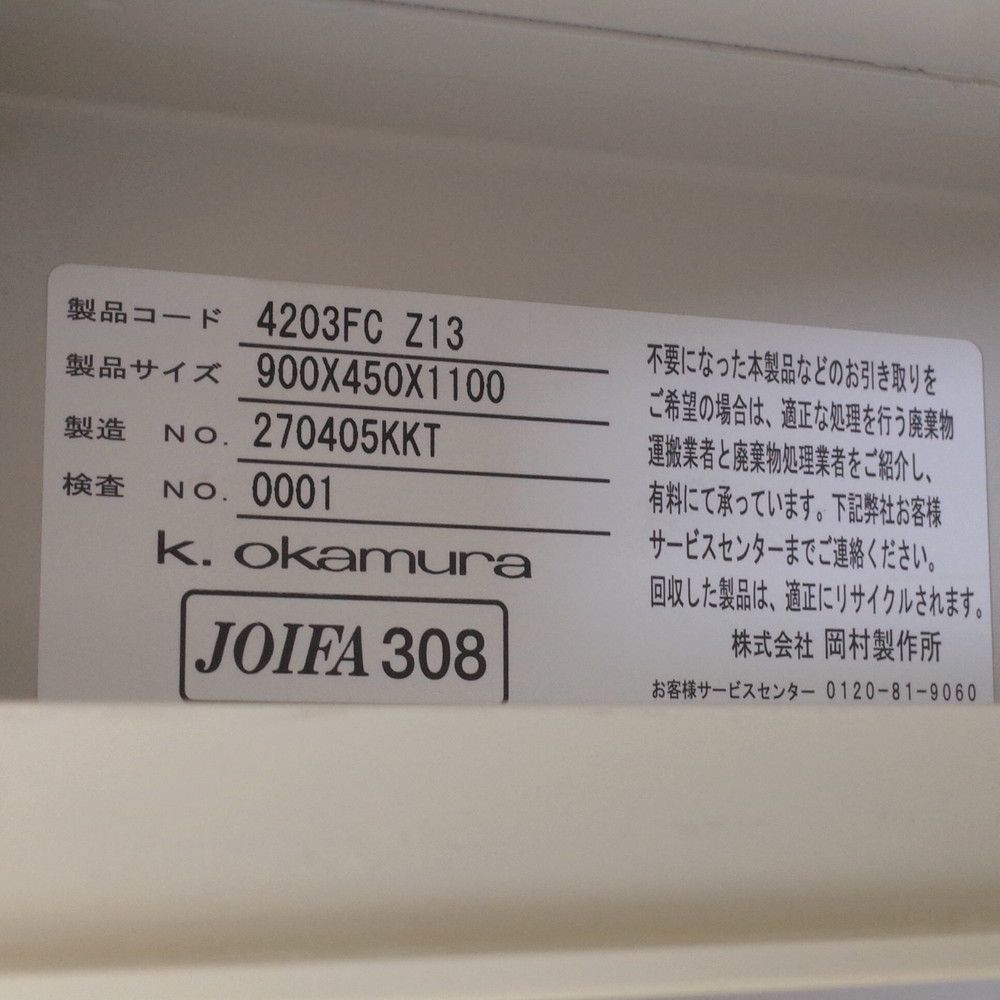 製品コード 4203FC Z13
製品サイズ 900X450X1100
製造 NO. 270405KKT
検査 NO. 0001
k. okamura
JOIFA 308
不要になった本製品などのお引き取りを
ご希望の場合は、適正な処理を行う廃棄物
運搬業者と廃棄物処理業者をご紹介し、
有料にて承っています。下記弊社お客様
サービスセンターまでご連絡ください。
回収した製品は、適正にリサイクルされます。
株式会社 岡村製作所
お客様サービスセンター 0120-81-9060